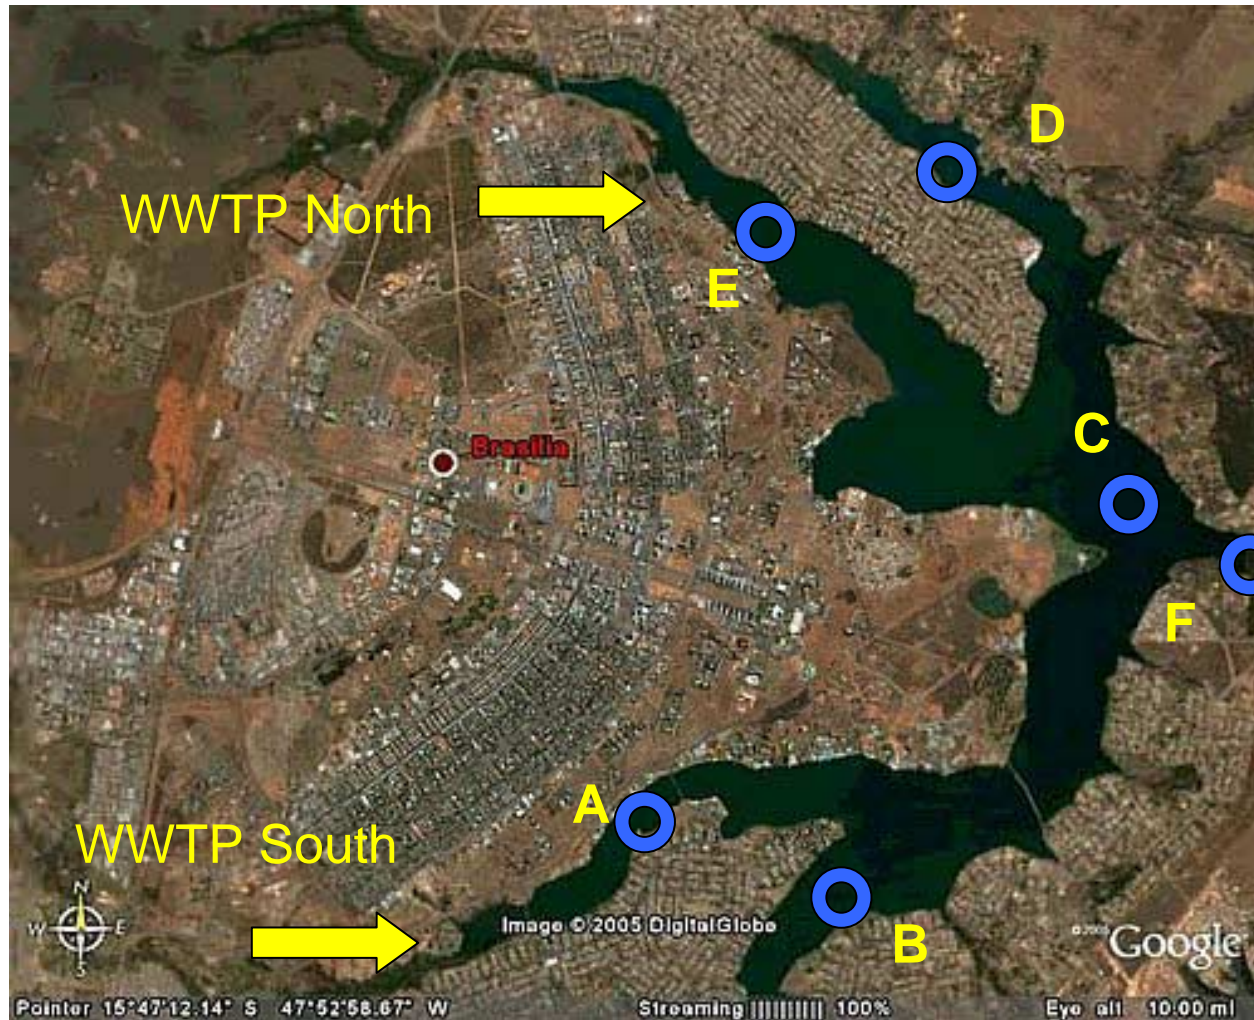 D
WWTP North
E
C
Brasilia
F
A
WWTP South
N
W E
S
Image © 2005 DigitalGlobe
B
© 2005 Google
Pointer 15°47'12.14" S 47°52'58.67" W Streaming |||||||||| 100% Eye alt 10.00 mi